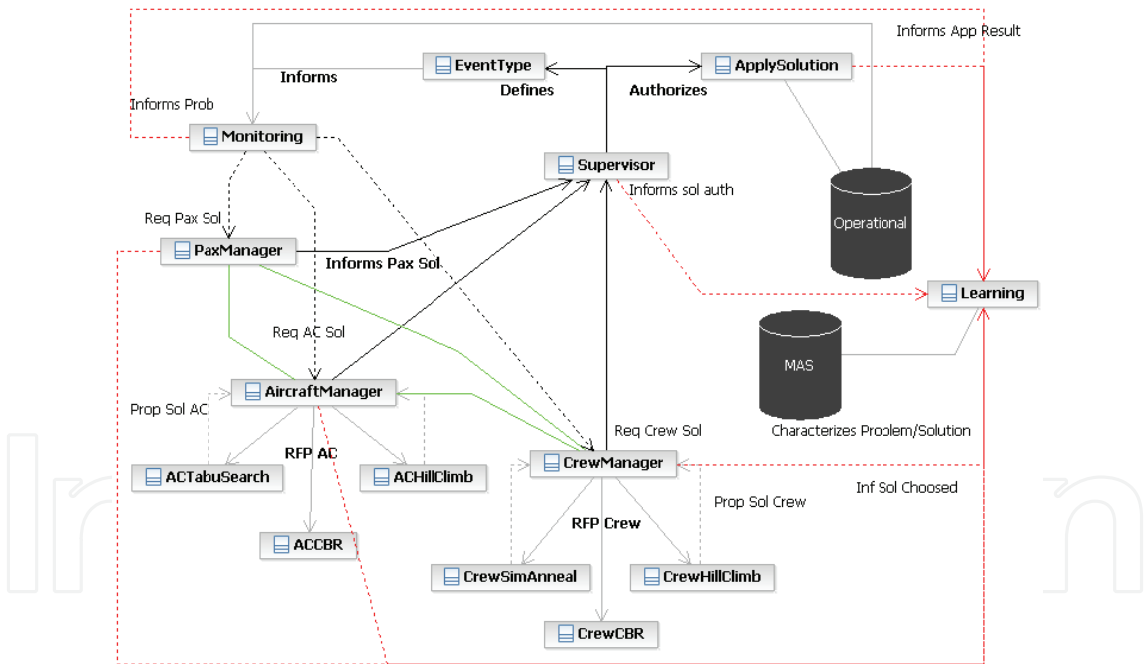 Informs App Result
EventType
ApplySolution
Informs
Defines
Authorizes
Informs Prob
Monitoring
Supervisor
Informs sol auth
Req Pax Sol
Operational
PaxManager
Informs Pax Sol
Learning
Req AC Sol
MAS
AircraftManager
Prop Sol AC
Req Crew Sol
Characterizes Problem/Solution
RFP AC
CrewManager
ACTabuSearch
ACHillClimb
Inf Sol Choosed
Prop Sol Crew
RFP Crew
ACCBR
CrewSimAnneal
CrewHillClimb
CrewCBR